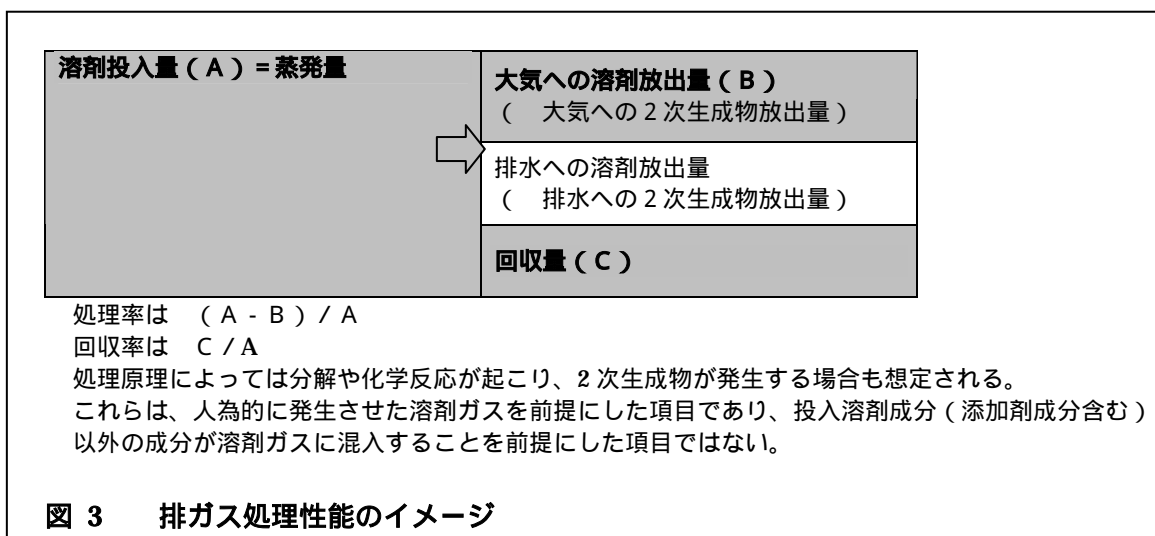 溶剤投入量（Ａ）＝蒸発量
大気への溶剤放出量（Ｂ）
（　大気への２次生成物放出量）
排水への溶剤放出量
（　排水への２次生成物放出量）
回収量（Ｃ）
処理率は　（Ａ‐Ｂ）/Ａ
回収率は　Ｃ/A
処理原理によっては分解や化学反応が起こり、2 次生成物が発生する場合も想定される。
これらは、人為的に発生させた溶剤ガスを前提にした項目であり、投入溶剤成分（添加剤成分含む）
以外の成分が溶剤ガスに混入することを前提にした項目ではない。
図 3　排ガス処理性能のイメージ